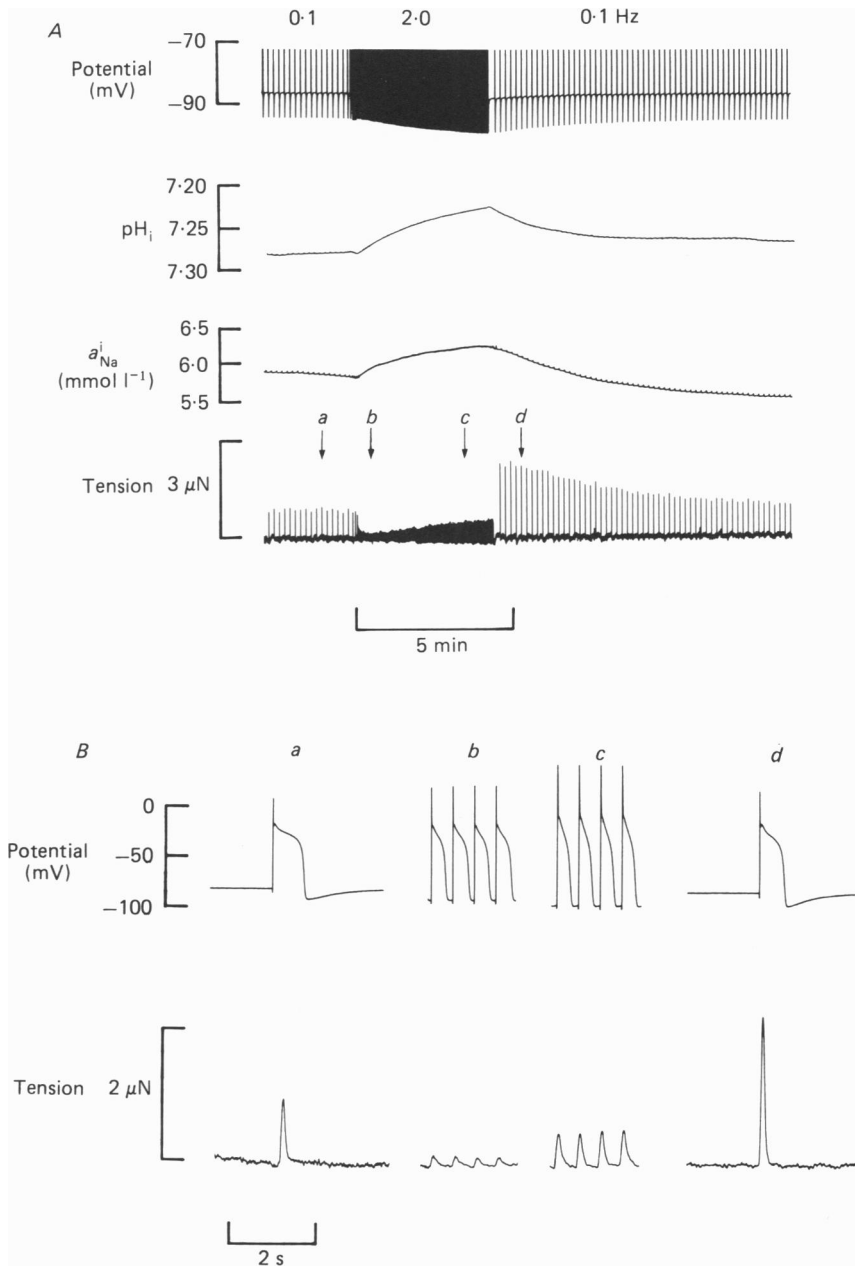 A
0·1 2·0 0·1 Hz
Potential
(mV)
−70
−90
pHi
7·20
7·25
7·30
aⁱNa
(mmol l⁻¹)
6·5
6·0
5·5
a b c d
Tension 3 μN
5 min
B
a b c d
Potential
(mV)
0
−50
−100
Tension 2 μN
2 s